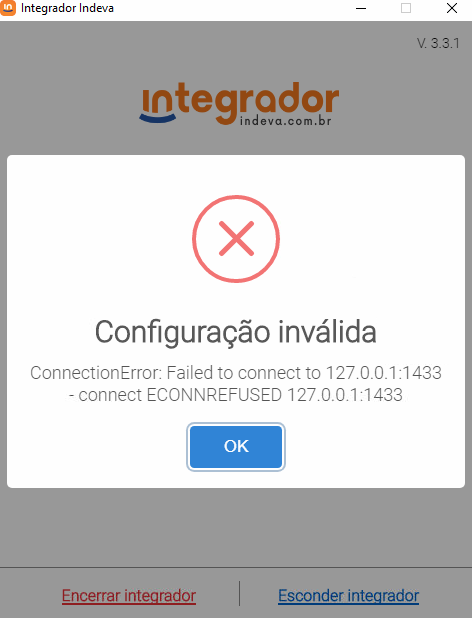 Integrador Indeva
V. 3.3.1
integrador
indeva.com.br
Configuração inválida
ConnectionError: Failed to connect to 127.0.0.1:1433
- connect ECONNREFUSED 127.0.0.1:1433
OK
Encerrar integrador
Esconder integrador